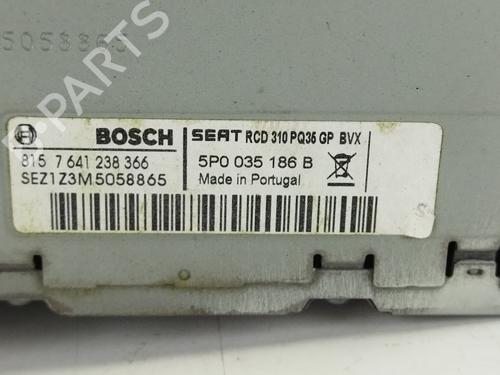 5058865
BOSCH
SEAT RCD 310 PQ35 GP BVX
815 7 641 238 366
5P0 035 186 B
SEZ1Z3M5058865
Made in Portugal
B-PARTS